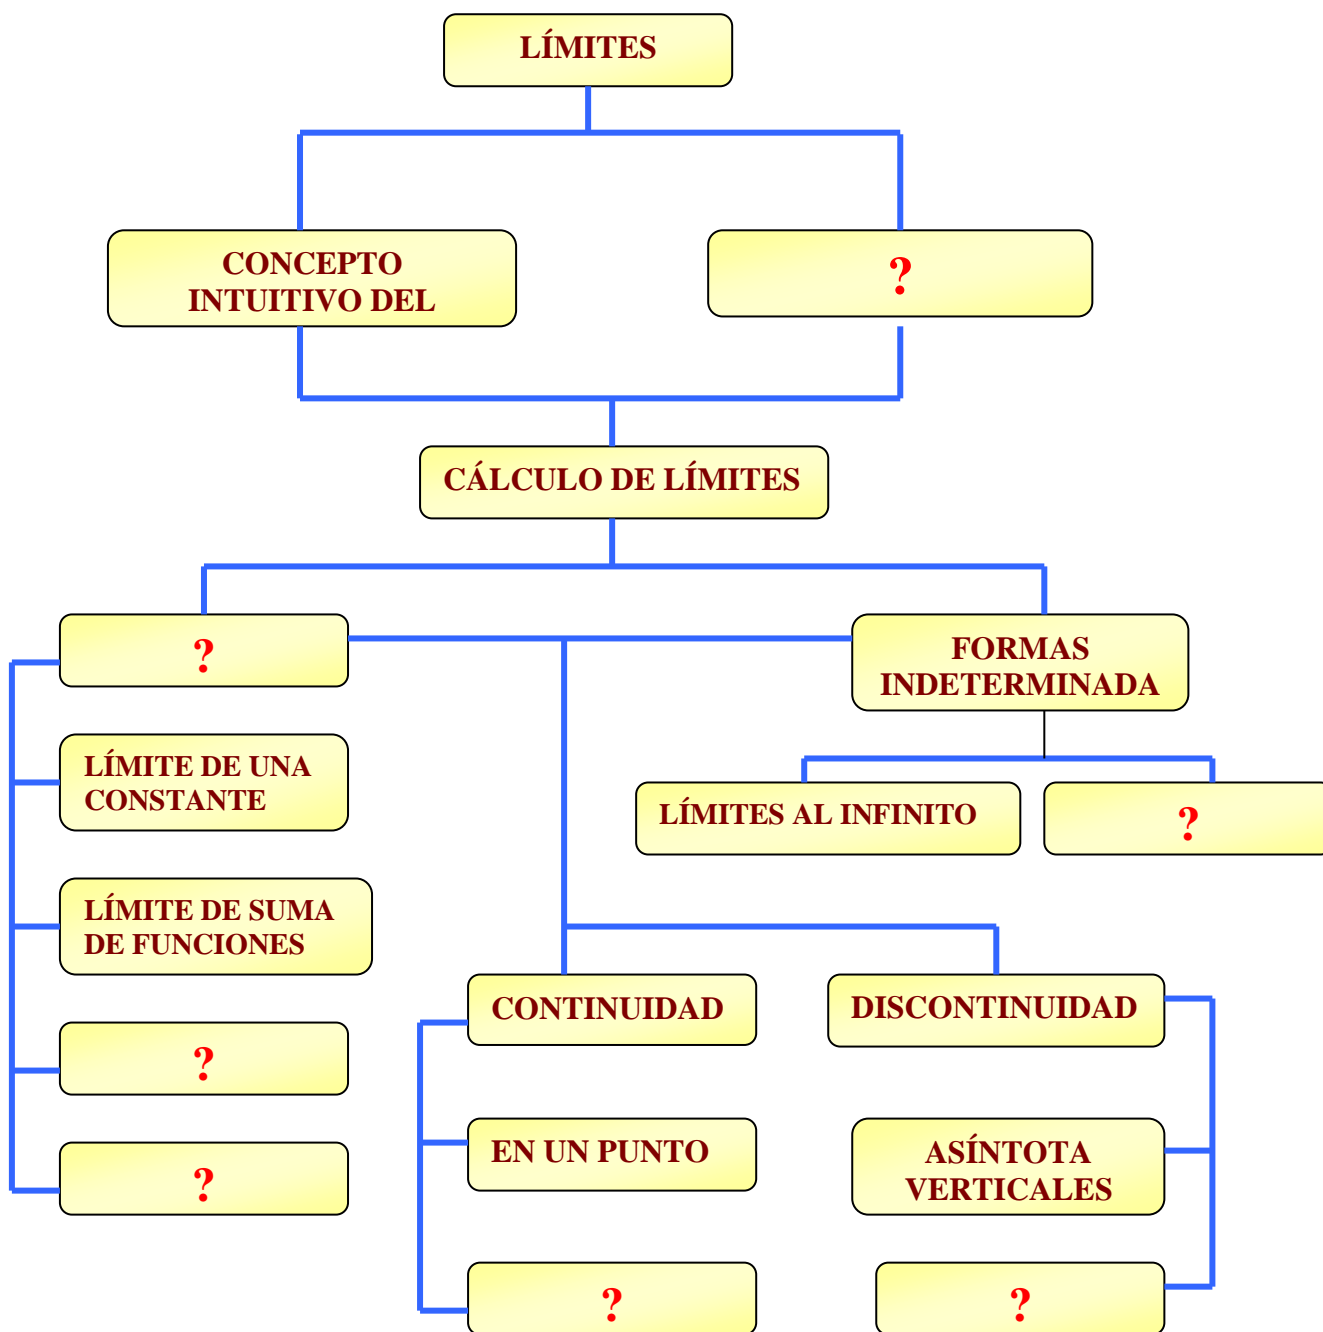 LÍMITES
CONCEPTO
INTUITIVO DEL
?
CÁLCULO DE LÍMITES
?
FORMAS
INDETERMINADA
LÍMITE DE UNA
CONSTANTE
LÍMITES AL INFINITO
?
LÍMITE DE SUMA
DE FUNCIONES
CONTINUIDAD
DISCONTINUIDAD
?
EN UN PUNTO
ASÍNTOTA
VERTICALES
?
?
?